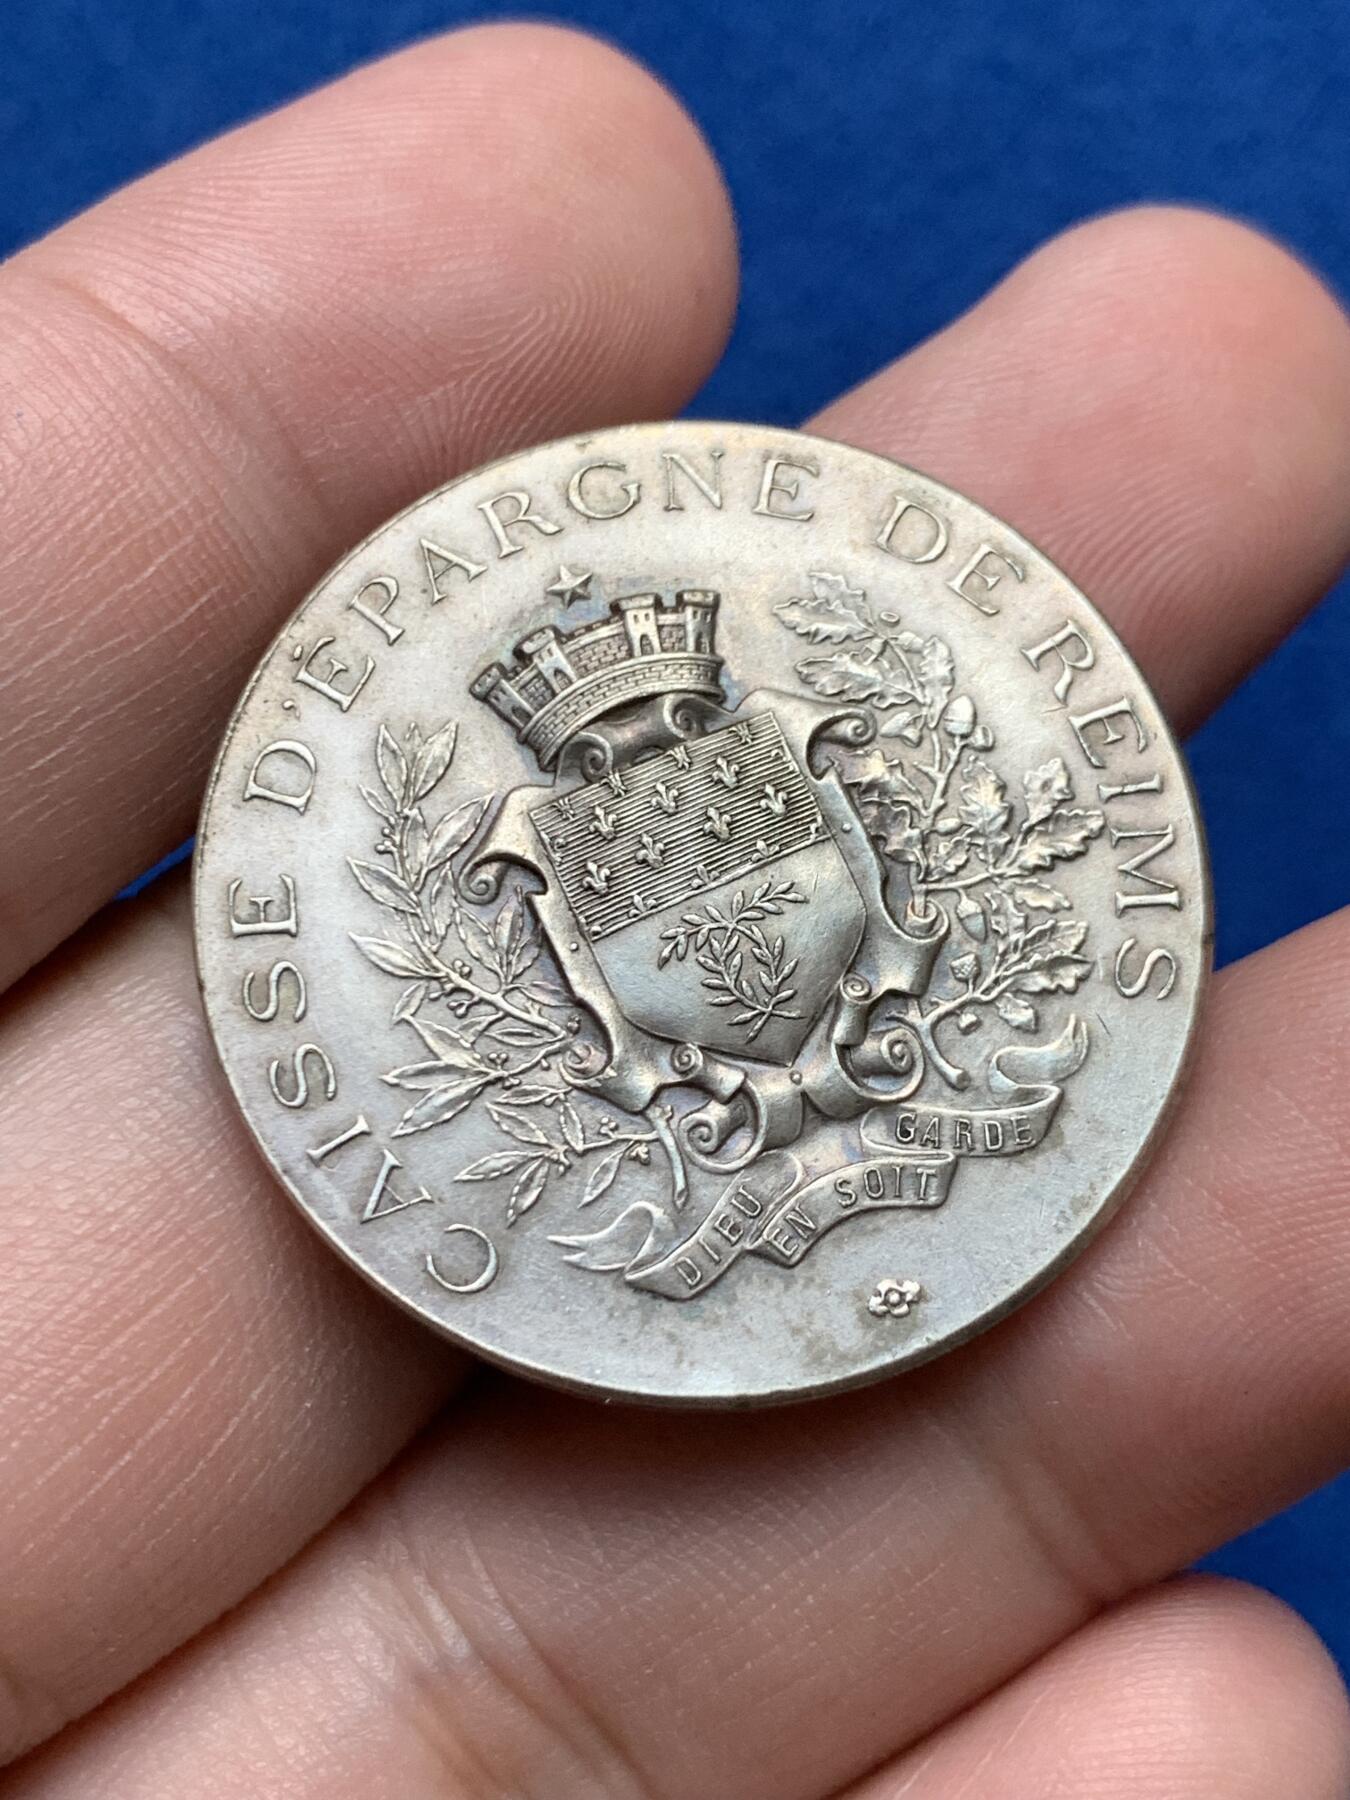 CAISSE D'ÉPARGNE DE REIMS
DIEU EN SOIT GARDE